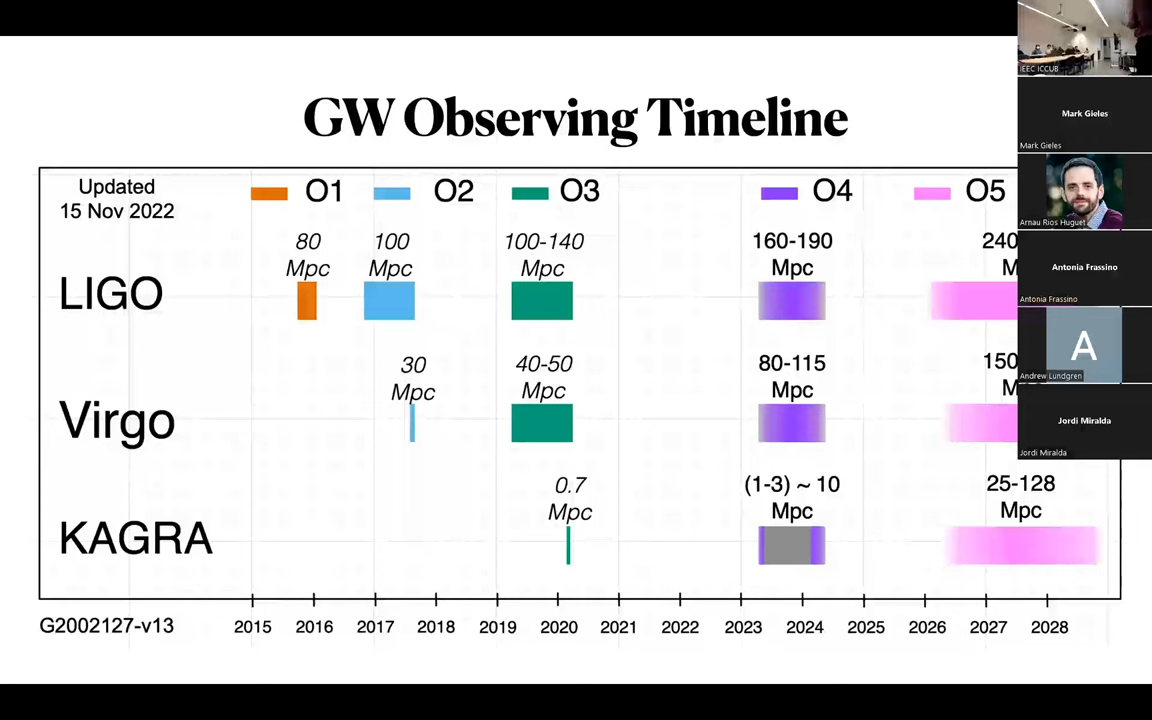 GW Observing Timeline
Updated
15 Nov 2022
O1
O2
O3
O4
O5
LIGO
80
Mpc
100
Mpc
100-140
Mpc
160-190
Mpc
240
M
Virgo
30
Mpc
40-50
Mpc
80-115
Mpc
150
M
KAGRA
0.7
Mpc
(1-3) ~ 10
Mpc
25-128
Mpc
G2002127-v13
2015 2016 2017 2018 2019 2020 2021 2022 2023 2024 2025 2026 2027 2028
IEEC ICCUB
Mark Gieles
Mark Gieles
Arnau Rios Huguet
Antonia Frassino
Antonia Frassino
A
Andrew Lundgren
Jordi Miralda
Jordi Miralda